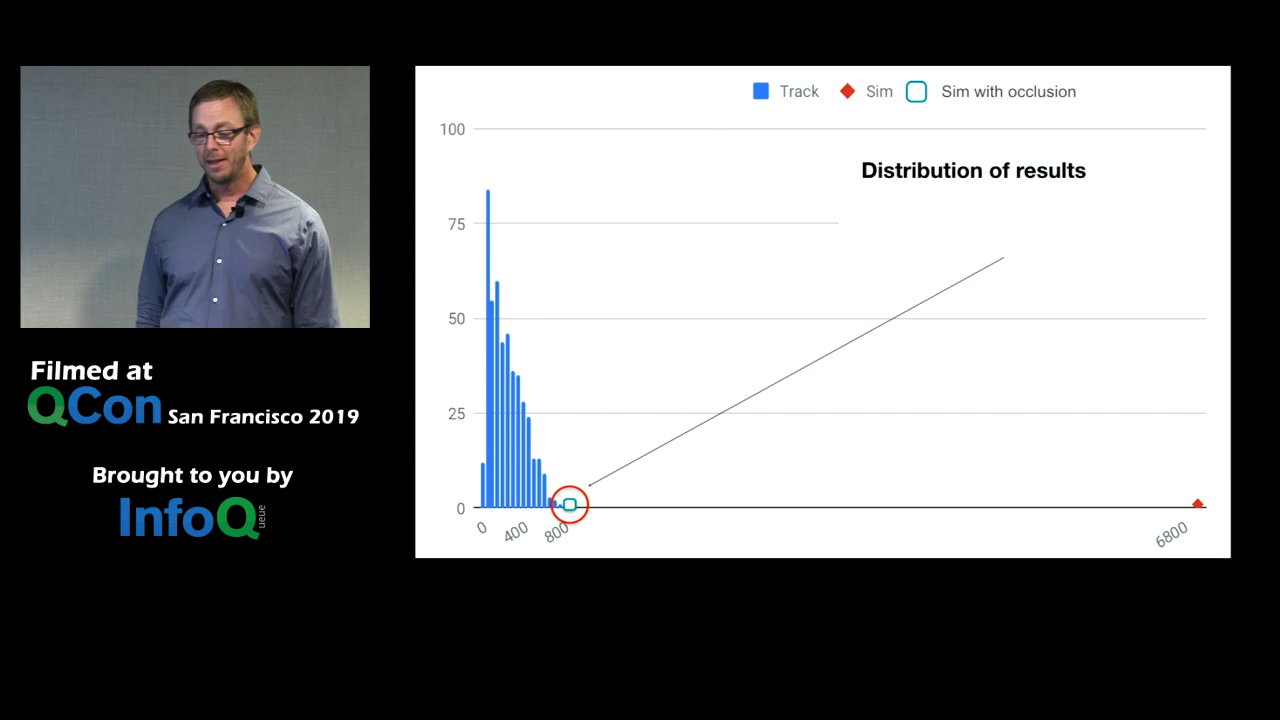 Filmed at
QCon San Francisco 2019
Brought to you by
InfoQ ueue
Track Sim Sim with occlusion
Distribution of results
100
75
50
25
0
0 400 800 6800